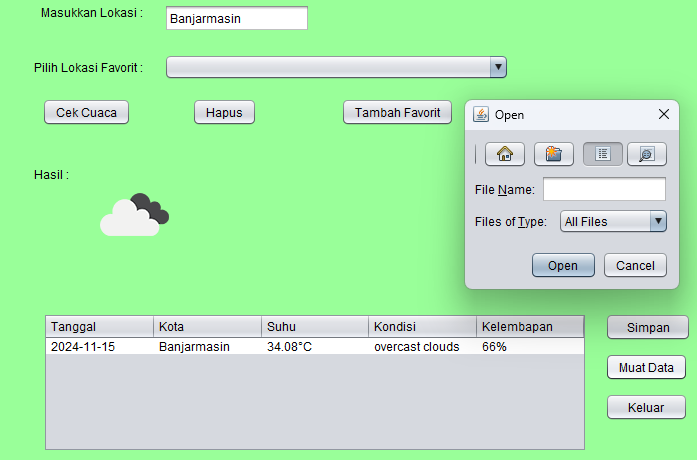 Masukkan Lokasi :
Banjarmasin
Pilih Lokasi Favorit :
Cek Cuaca
Hapus
Tambah Favorit
Open
File Name:
Files of Type:
All Files
Open
Cancel
Hasil :
Tanggal Kota Suhu Kondisi Kelembapan
2024-11-15 Banjarmasin 34.08°C overcast clouds 66%
Simpan
Muat Data
Keluar